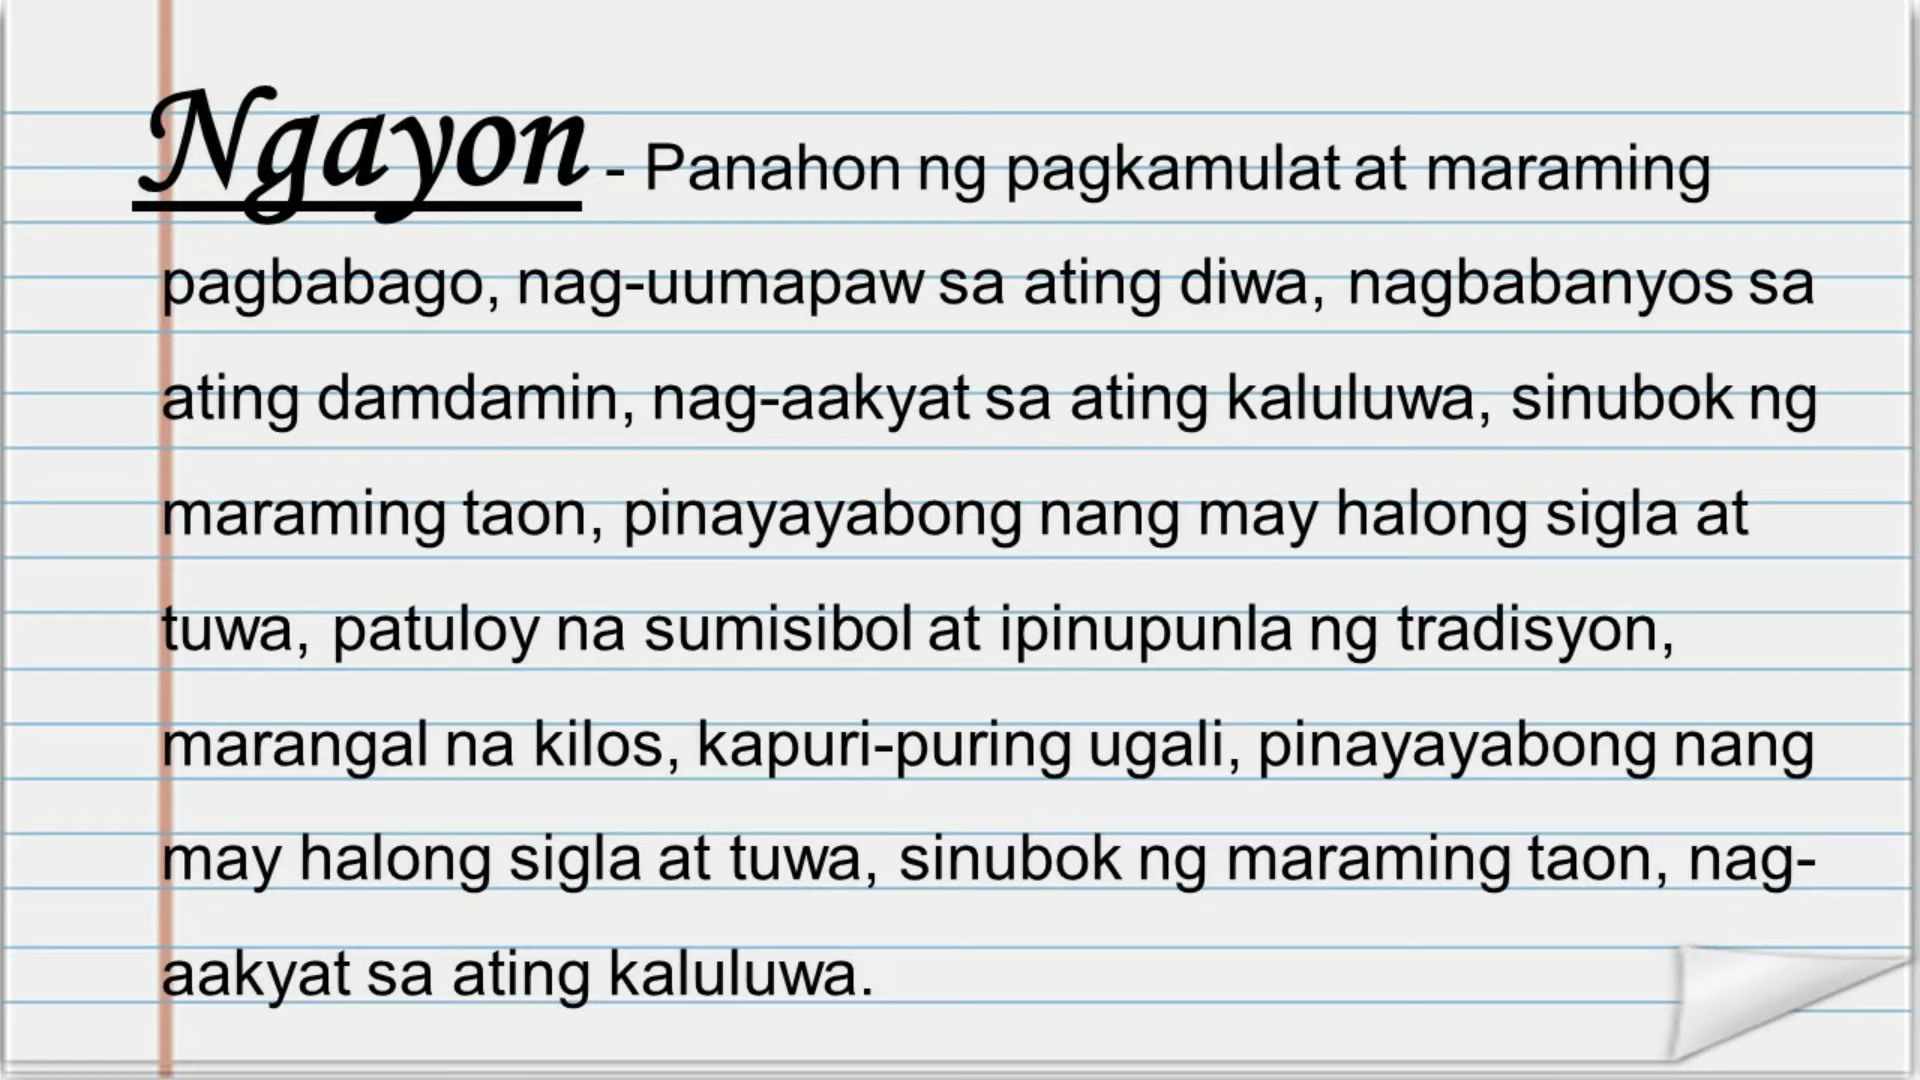 Ngayon - Panahon ng pagkamulat at maraming
pagbabago, nag-uumapaw sa ating diwa, nagbabanyos sa
ating damdamin, nag-aakyat sa ating kaluluwa, sinubok ng
maraming taon, pinayayabong nang may halong sigla at
tuwa, patuloy na sumisibol at ipinupunla ng tradisyon,
marangal na kilos, kapuri-puring ugali, pinayayabong nang
may halong sigla at tuwa, sinubok ng maraming taon, nag-
aakyat sa ating kaluluwa.